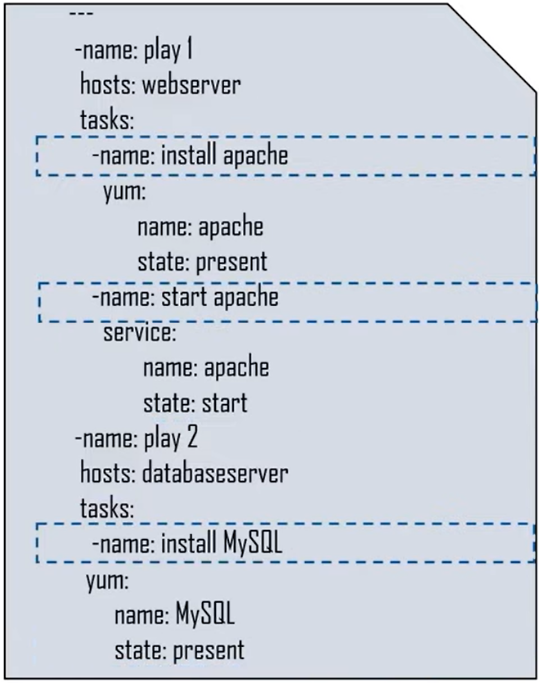 ---
-name: play 1
hosts: webserver
tasks:
-name: install apache
yum:
name: apache
state: present
-name: start apache
service:
name: apache
state: start
-name: play 2
hosts: databaseserver
tasks:
-name: install MySQL
yum:
name: MySQL
state: present